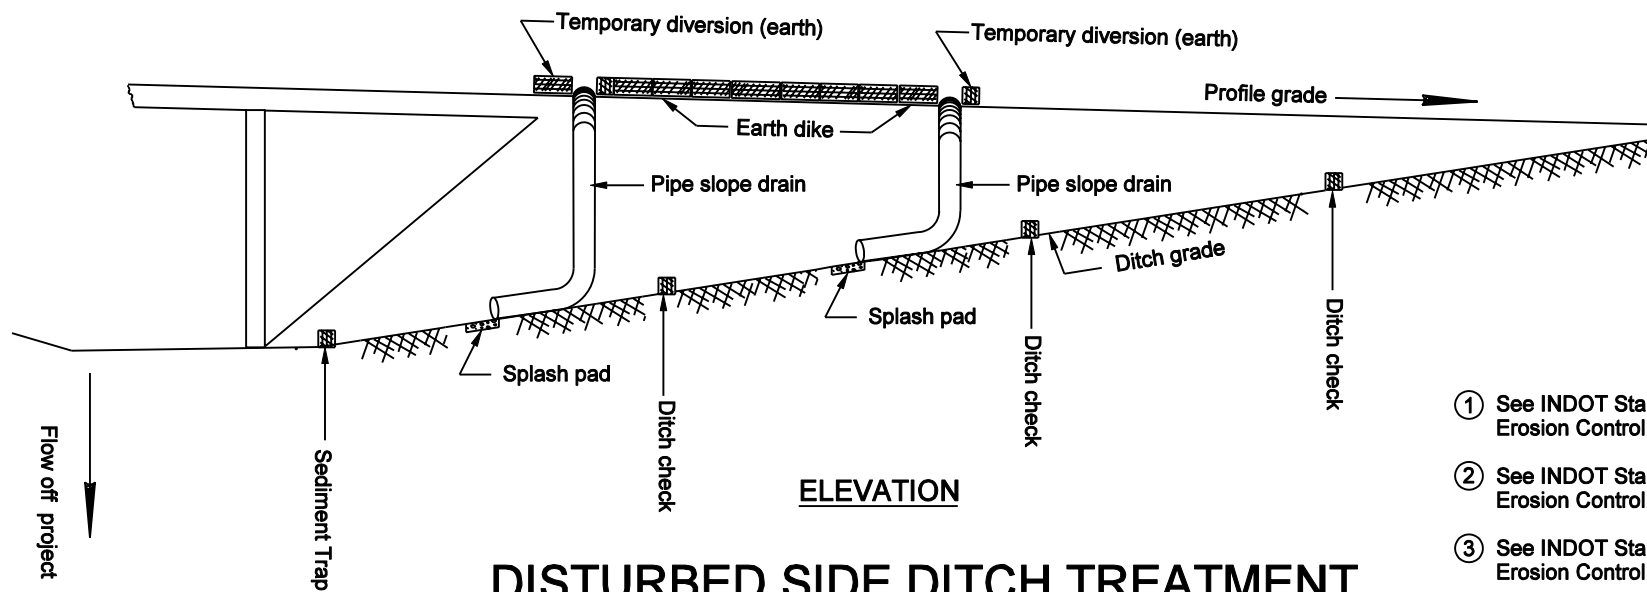 Temporary diversion (earth)
Temporary diversion (earth)
Profile grade
Earth dike
Pipe slope drain
Pipe slope drain
Ditch grade
Splash pad
Splash pad
Ditch check
Ditch check
Ditch check
Sediment Trap
Flow off project
ELEVATION
DISTURBED SIDE DITCH TREATMENT
1 See INDOT Sta
Erosion Control
2 See INDOT Sta
Erosion Control
3 See INDOT Sta
Erosion Control